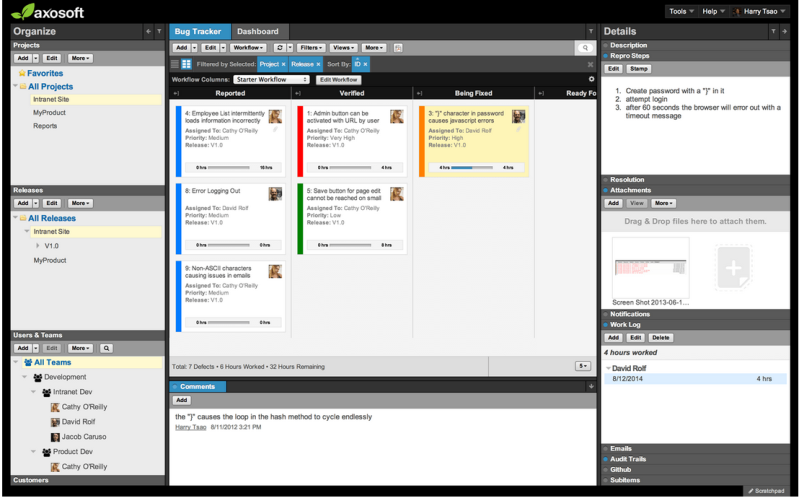 axosoft
Tools Help Harry Tsao
Organize
Projects
Add Edit More
Favorites
All Projects
Intranet Site
MyProduct
Reports
Releases
Add Edit More
All Releases
Intranet Site
V1.0
MyProduct
Users & Teams
Add Edit More
All Teams
Development
Intranet Dev
Cathy O'Reilly
David Rolf
Jacob Caruso
Product Dev
Cathy O'Reilly
Customers
Bug Tracker Dashboard
Add Edit Workflow Filters Views More
Filtered by Selected: Project × Release × Sort By: ID ×
Workflow Columns: Starter Workflow Edit Workflow
Reported
4: Employee List intermittently
loads information incorrectly
Assigned To: Cathy O'Reilly
Priority: Medium
Release: V1.0
0 hrs 16 hrs
8: Error Logging Out
Assigned To: David Rolf
Priority: Medium
Release: V1.0
0 hrs 0 hrs
9: Non-ASCII characters
causing issues in emails
Assigned To: Cathy O'Reilly
Priority: Medium
Release: V1.0
0 hrs 0 hrs
Verified
1: Admin button can be
activated with URL by user
Assigned To: Cathy O'Reilly
Priority: Very High
Release: V1.0
0 hrs 4 hrs
5: Save button for page edit
cannot be reached on small
Assigned To: Cathy O'Reilly
Priority: Low
Release: V1.0
0 hrs 8 hrs
Being Fixed
3: "}" character in password
causes javascript errors
Assigned To: David Rolf
Priority: High
Release: V1.0
4 hrs 4 hrs
Ready Fo
Total: 7 Defects • 6 Hours Worked • 32 Hours Remaining
5
Comments
Add
the "}" causes the loop in the hash method to cycle endlessly
Harry Tsao 8/11/2012 3:21 PM
Details
Description
Repro Steps
Edit Stamp
1. Create password with a "}" in it
2. attempt login
3. after 60 seconds the browser will error out with a
timeout message
Resolution
Attachments
Add View More
Drag & Drop files here to attach them.
Screen Shot 2013-06-1...
Notifications
Work Log
Add Edit Delete
4 hours worked
David Rolf
8/12/2014 4 hrs
Emails
Audit Trails
Github
SubItems
Scratchpad